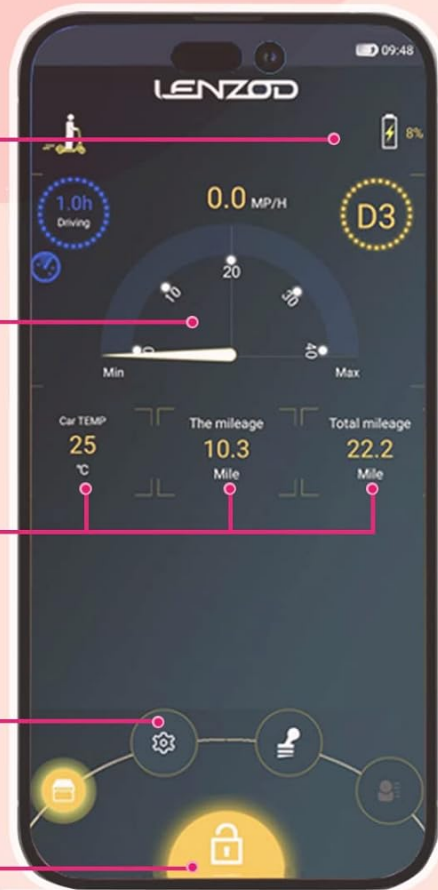 09:48
LENZOD
8%
1.0h
Driving
0.0 MP/H
D3
0 10 20 30 40
Min Max
Car TEMP The mileage Total mileage
25 10.3 22.2
℃ Mile Mile